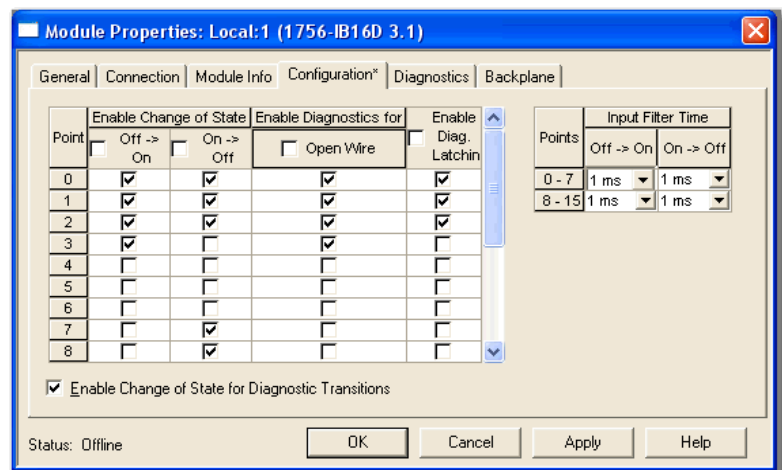 Module Properties: Local:1 (1756-IB16D 3.1)
General Connection Module Info Configuration* Diagnostics Backplane
Point Enable Change of State Enable Diagnostics for Enable Diag. Latchin
Off -> On On -> Off Open Wire
0
1
2
3
4
5
6
7
8
Points Input Filter Time
Off -> On On -> Off
0 - 7 1 ms 1 ms
8 - 15 1 ms 1 ms
Enable Change of State for Diagnostic Transitions
Status: Offline OK Cancel Apply Help